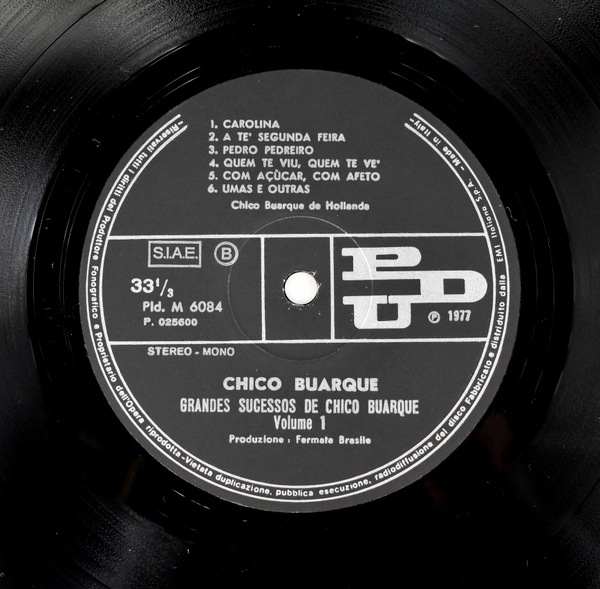 1. CAROLINA
2. A TE' SEGUNDA FEIRA
3. PEDRO PEDREIRO
4. QUEM TE VIU, QUEM TE VE'
5. COM AÇÙCAR, COM AFETO
6. UMAS E OUTRAS
Chico Buarque de Hollanda
S.I.A.E. B
33 1/3
Pld. M 6084
P. 025600
PDU
℗ 1977
STEREO - MONO
CHICO BUARQUE
GRANDES SUCESSOS DE CHICO BUARQUE
Volume 1
Produzione : Fermata Brasile
-Riservati tutti i diritti del Produttore Fonografico e Proprietario dell'Opera riprodotta-Vietata duplicazione, pubblica esecuzione, radiodiffusione del disco Fabbricato e distribuito dalla EMI Italiana S.p.A. - Made in Italy-